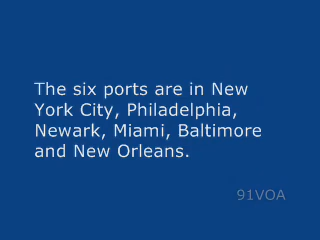 The six ports are in New
York City, Philadelphia,
Newark, Miami, Baltimore
and New Orleans.
91VOA